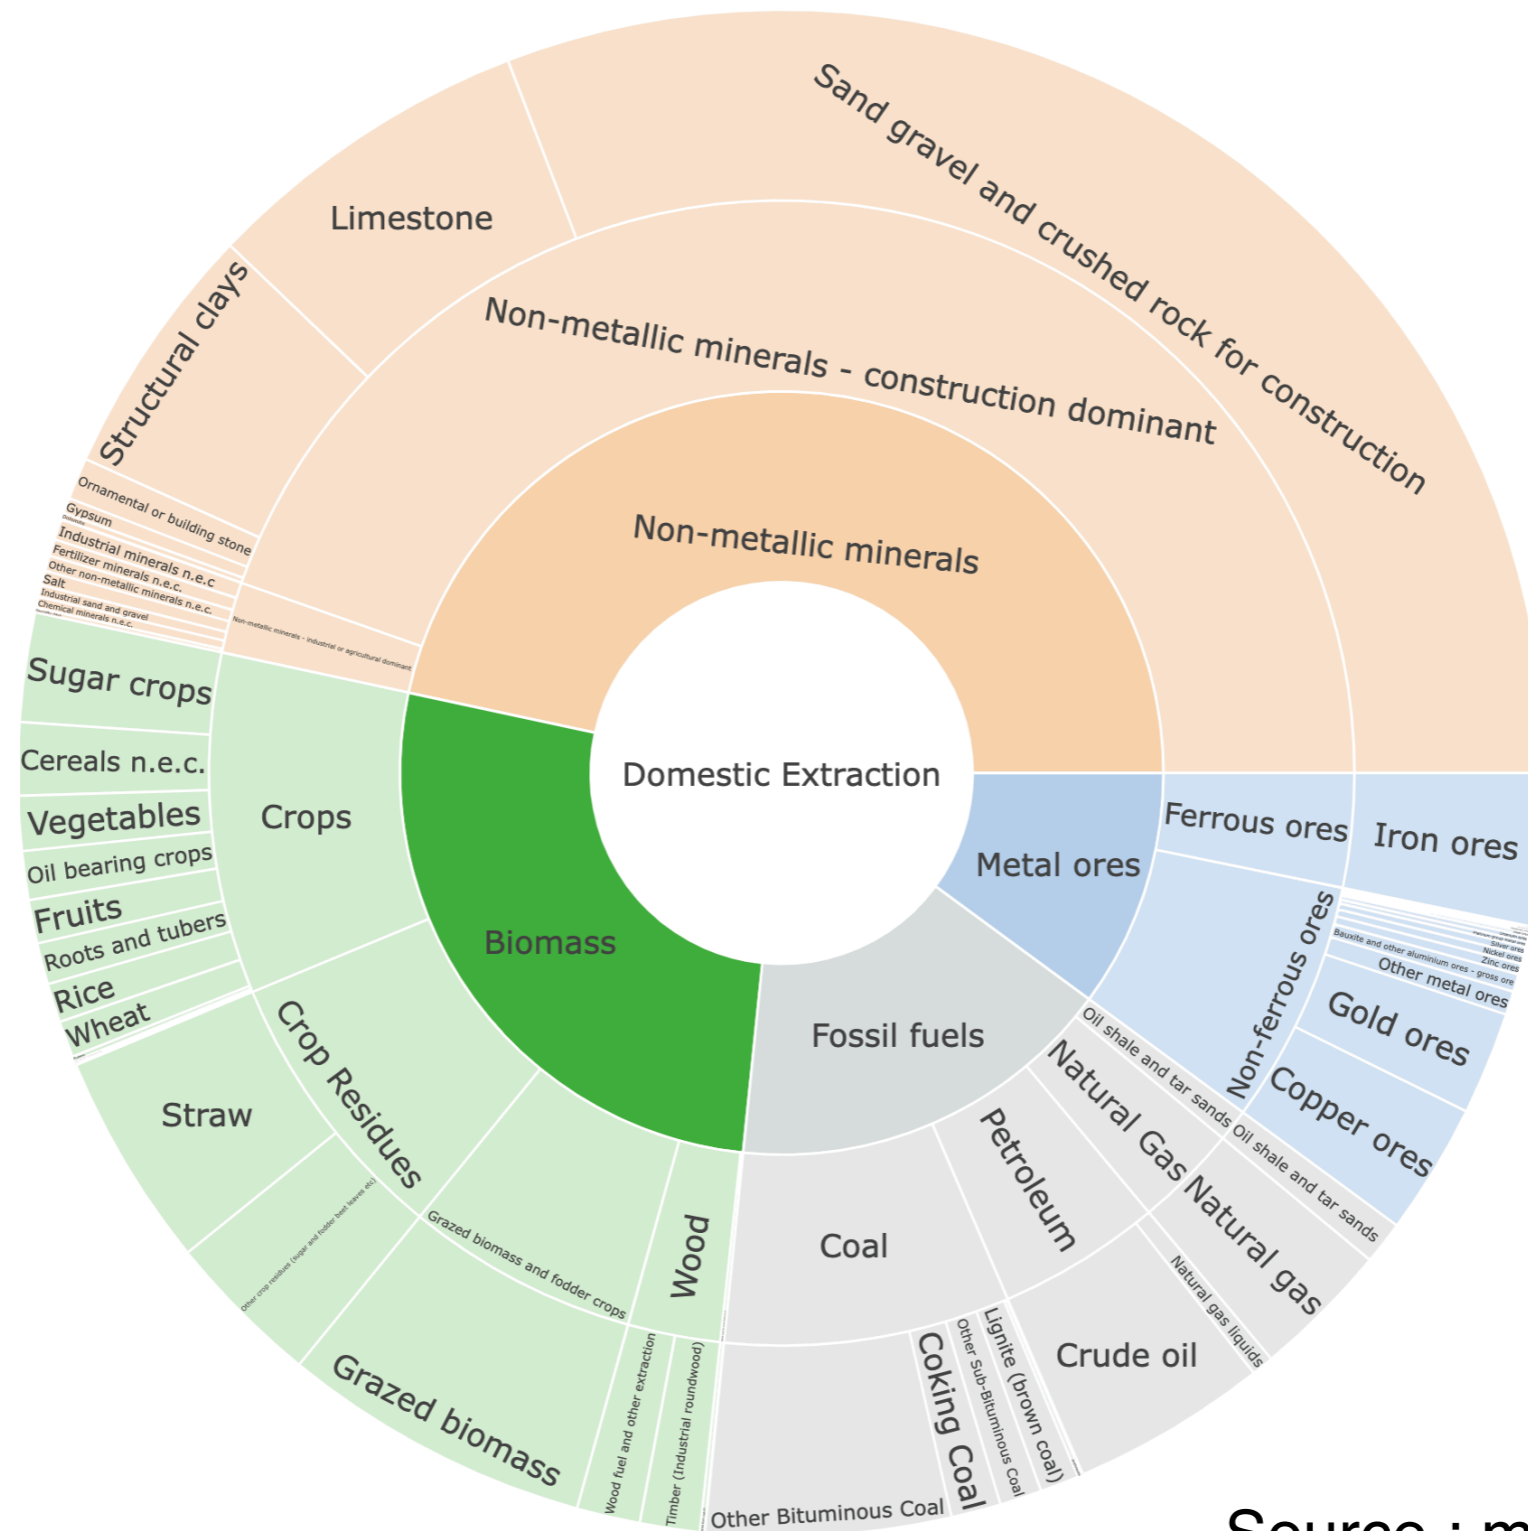 Domestic Extraction
Non-metallic minerals
Non-metallic minerals - construction dominant
Sand gravel and crushed rock for construction
Limestone
Structural clays
Ornamental or building stone
Gypsum
Non-metallic minerals - industrial or agricultural dominant
Industrial minerals n.e.c
Fertilizer minerals n.e.c.
Other non-metallic minerals n.e.c.
Salt
Industrial sand and gravel
Chemical minerals n.e.c.
Biomass
Crops
Sugar crops
Cereals n.e.c.
Vegetables
Oil bearing crops
Fruits
Roots and tubers
Rice
Wheat
Crop Residues
Straw
Other crop residues (sugar and fodder beet leaves etc)
Grazed biomass and fodder crops
Grazed biomass
Wood
Wood fuel and other extraction
Timber (Industrial roundwood)
Fossil fuels
Coal
Other Bituminous Coal
Coking Coal
Other Sub-Bituminous Coal
Lignite (brown coal)
Petroleum
Crude oil
Natural gas liquids
Natural Gas
Natural gas
Oil shale and tar sands
Oil shale and tar sands
Metal ores
Ferrous ores
Iron ores
Non-ferrous ores
Silver ores
Nickel ores
Zinc ores
Bauxite and other aluminium ores - gross ore
Other metal ores
Gold ores
Copper ores
Source : m